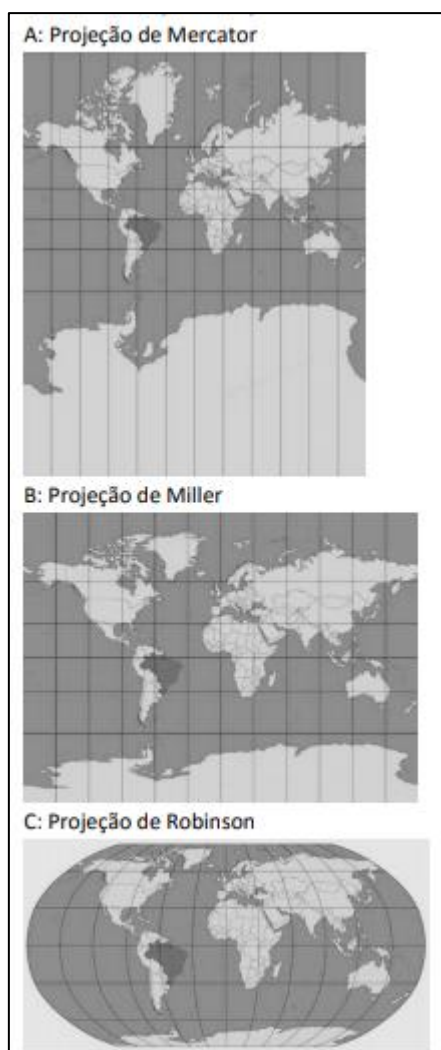 A: Projeção de Mercator
B: Projeção de Miller
C: Projeção de Robinson